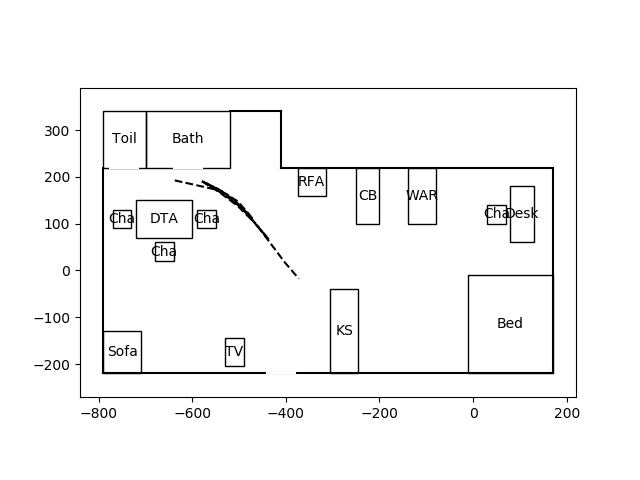 Toil Bath
RFA
CB WAR
Cha DTA Cha Cha Desk
Cha
Sofa TV KS Bed
300
200
100
0
−100
−200
−800 −600 −400 −200 0 200